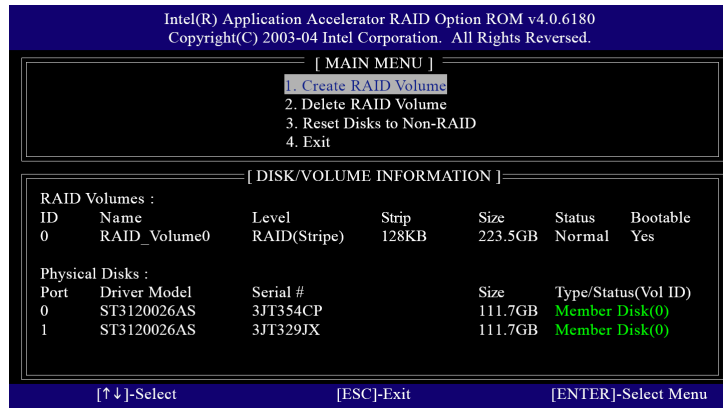 Intel(R) Application Accelerator RAID Option ROM v4.0.6180
Copyright(C) 2003-04 Intel Corporation. All Rights Reversed.
[ MAIN MENU ]
1. Create RAID Volume
2. Delete RAID Volume
3. Reset Disks to Non-RAID
4. Exit
[ DISK/VOLUME INFORMATION ]
RAID Volumes :
ID Name Level Strip Size Status Bootable
0 RAID_Volume0 RAID(Stripe) 128KB 223.5GB Normal Yes
Physical Disks :
Port Driver Model Serial # Size Type/Status(Vol ID)
0 ST3120026AS 3JT354CP 111.7GB Member Disk(0)
1 ST3120026AS 3JT329JX 111.7GB Member Disk(0)
[↑↓]-Select [ESC]-Exit [ENTER]-Select Menu